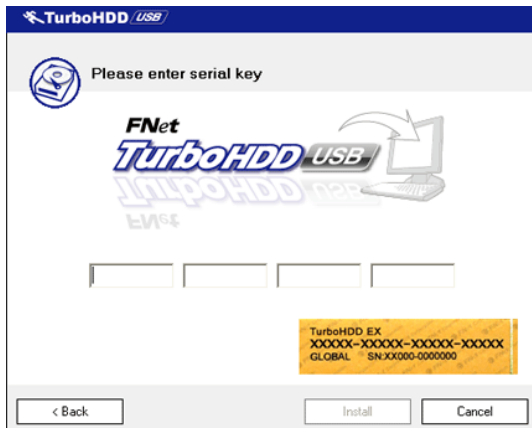 TurboHDD USB
Please enter serial key
FNet
TurboHDD USB
TurboHDD EX
XXXXX-XXXXX-XXXXX-XXXXX
GLOBAL SN:XX000-0000000
< Back
Install
Cancel